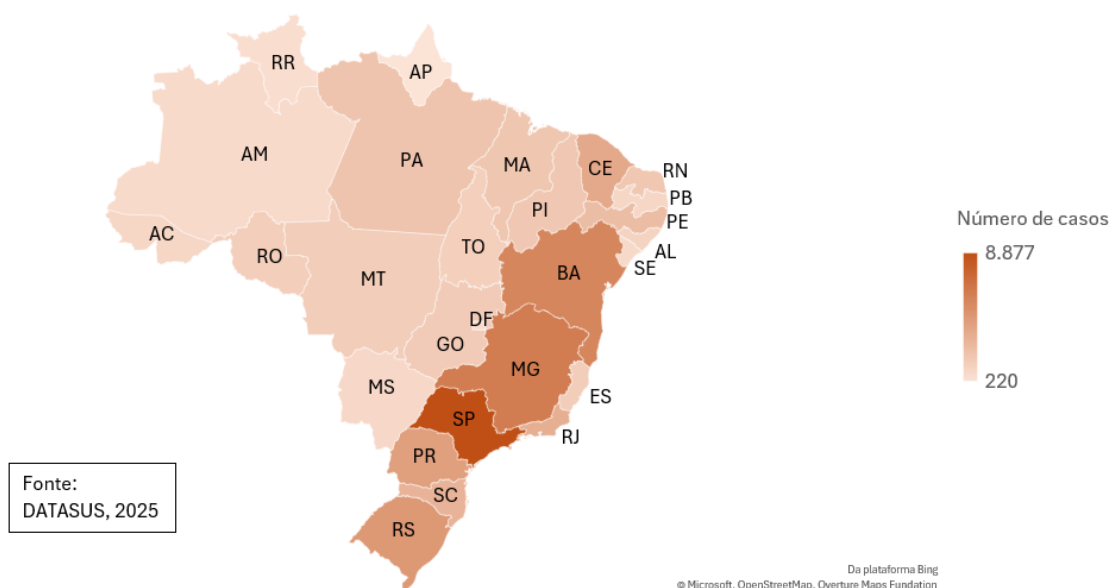 RR
AP
AM
PA
MA
CE
RN
PB
PI
PE
AC
TO
AL
RO
SE
BA
MT
DF
GO
MG
MS
ES
SP
RJ
PR
SC
RS
Número de casos
8.877
220
Fonte:
DATASUS, 2025
Da plataforma Bing
© Microsoft, OpenStreetMap, Overture Maps Fundation